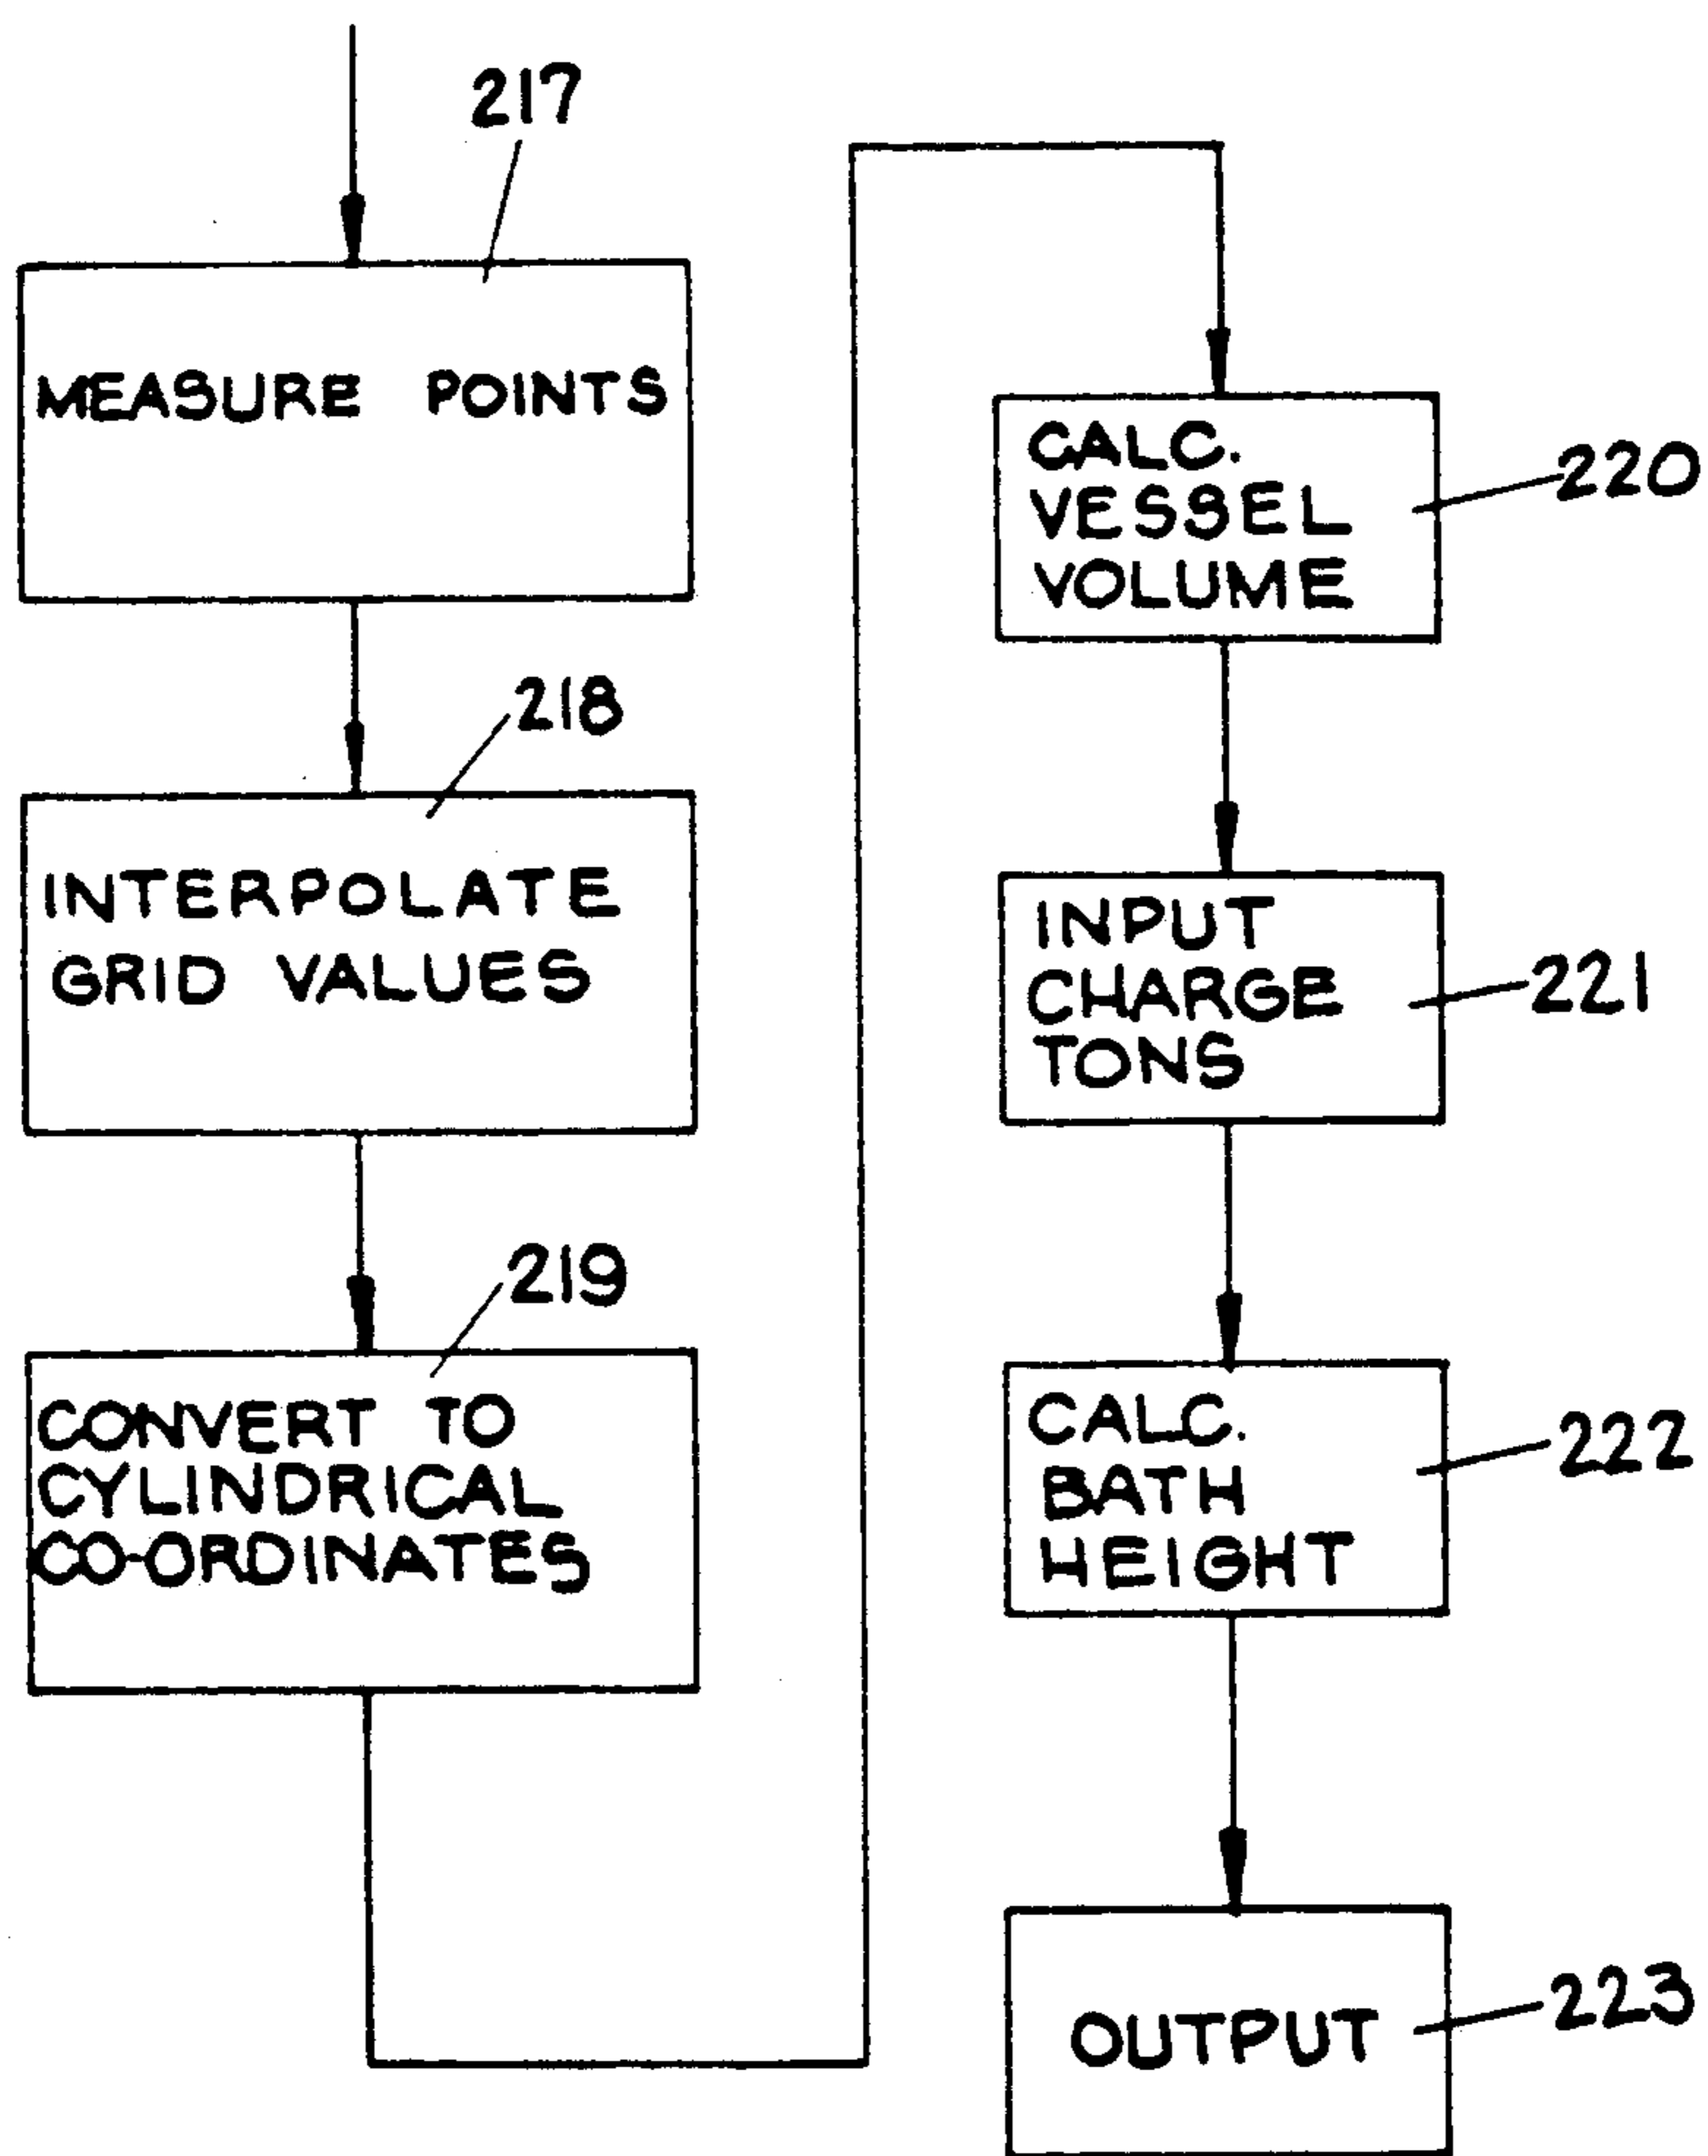 217
MEASURE POINTS
218
INTERPOLATE
GRID VALUES
219
CONVERT TO
CYLINDRICAL
CO-ORDINATES
CALC.
VESSEL
VOLUME
220
INPUT
CHARGE
TONS
221
CALC.
BATH
HEIGHT
222
OUTPUT
223